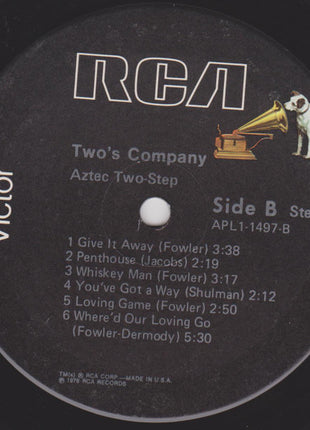 RCA
Victor
Two's Company
Aztec Two-Step
Side B Ste
APL1-1497-B
1 Give It Away (Fowler) 3:38
2 Penthouse (Jacobs) 2:19
3 Whiskey Man (Fowler) 3:17
4 You've Got a Way (Shulman) 2:12
5 Loving Game (Fowler) 2:50
6 Where'd Our Loving Go
(Fowler-Dermody) 5:30
TM(s) ® RCA CORP.—MADE IN U.S.A.
℗ 1976 RCA RECORDS